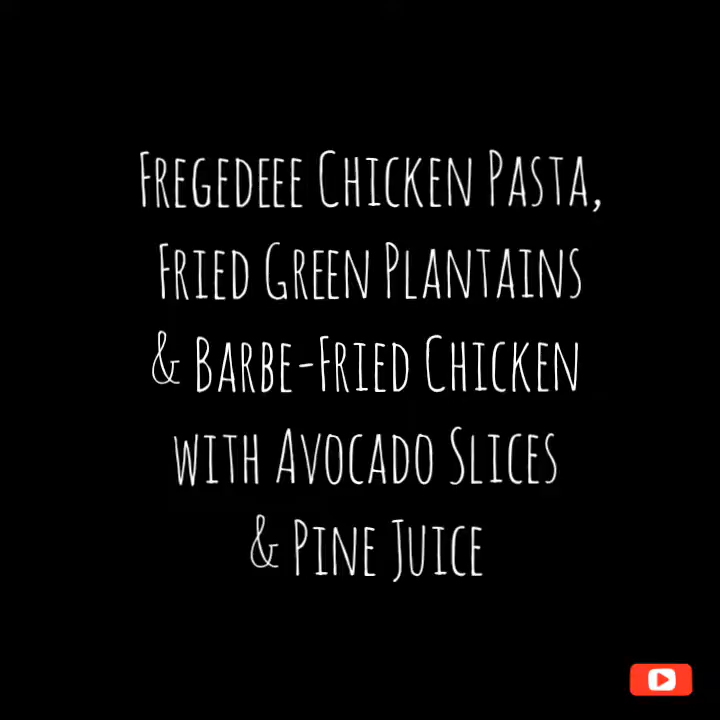 Fregedeee Chicken Pasta,
Fried Green Plantains
& Barbe-Fried Chicken
with Avocado Slices
& Pine Juice